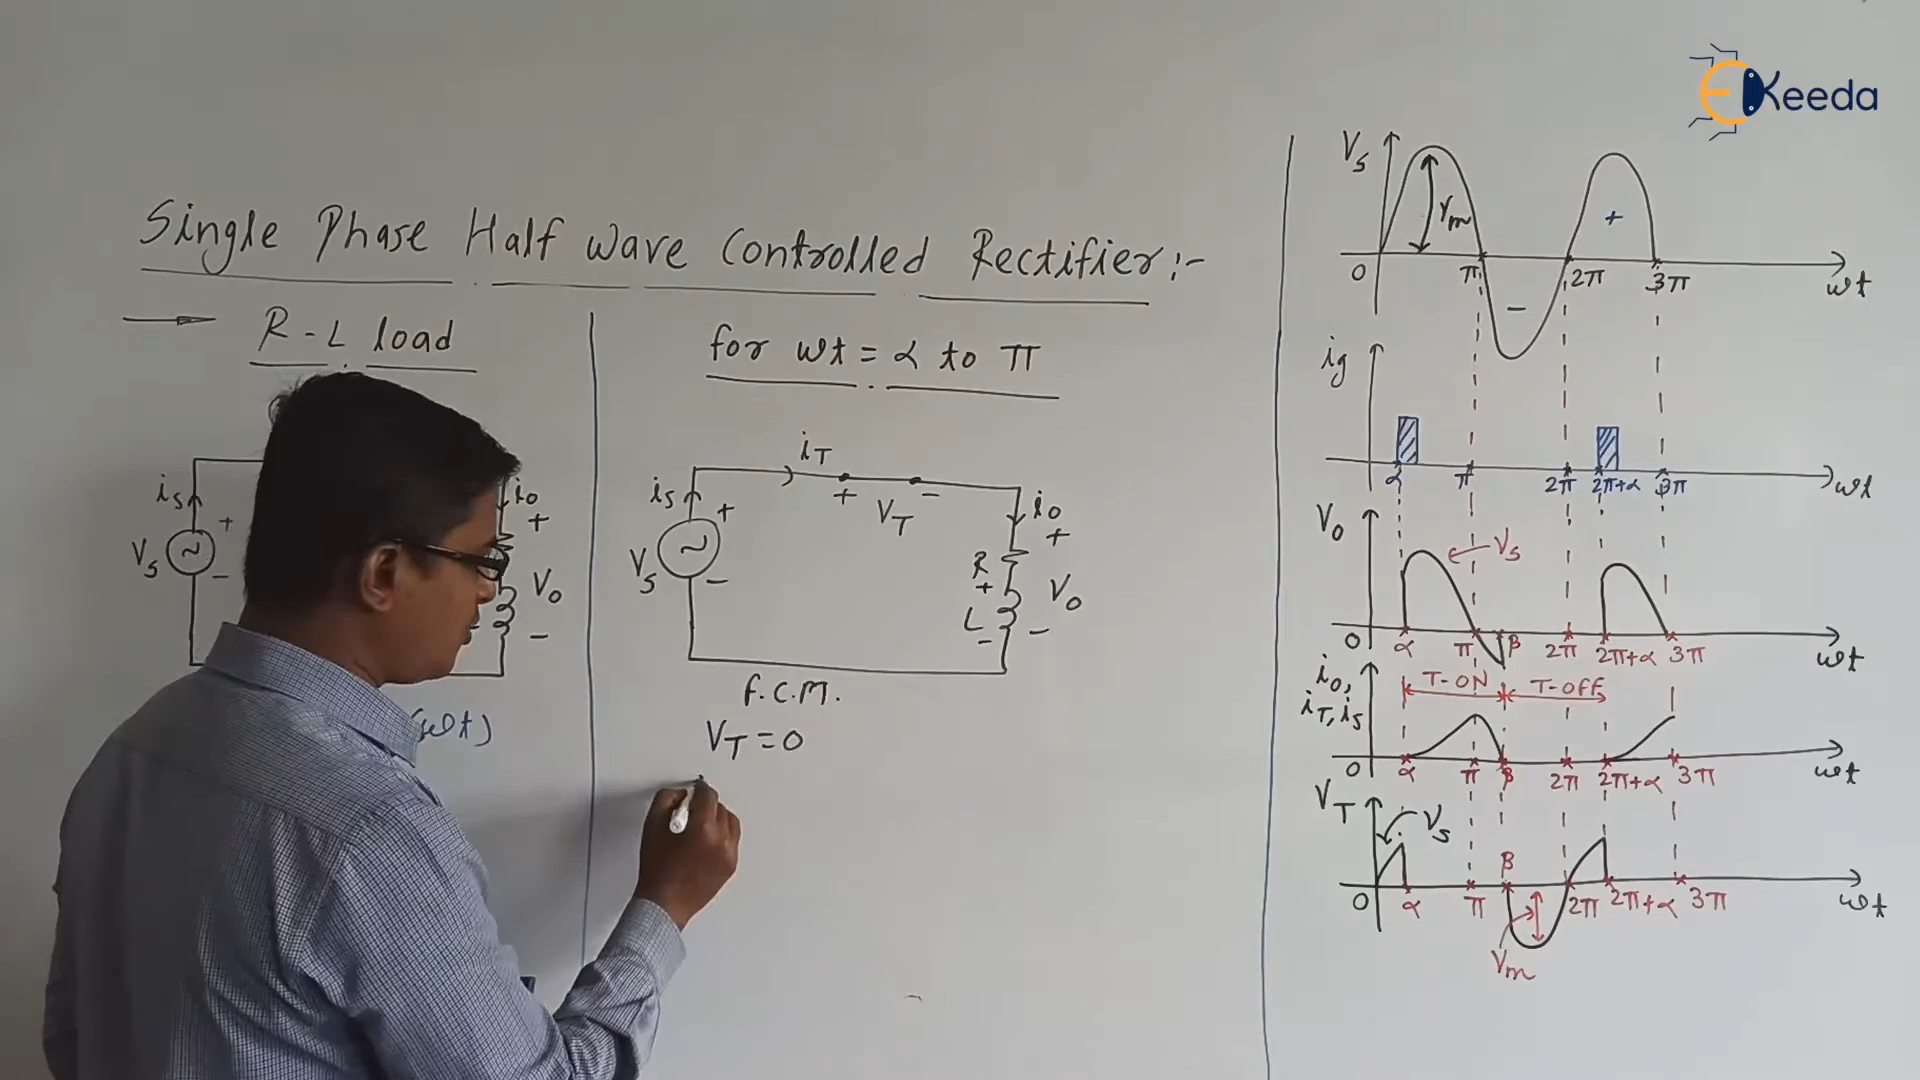 EKeeda
Single Phase Half Wave Controlled Rectifier:-
R-L load
is
Vs
+
-
io
+
Vo
-
for ωt = α to π
iT
is
+
Vs
-
+ VT -
io
+
R
+
L
-
Vo
-
F.C.M.
VT = 0
Vs
Vm
+
-
0 π 2π 3π ωt
ig
α π 2π 2π+α 3π ωt
Vo
Vs
0 α π β 2π 2π+α 3π ωt
io,
iT, is
T-ON T-OFF
0 α π β 2π 2π+α 3π ωt
VT
Vs
β
0 α π 2π 2π+α 3π ωt
Vm